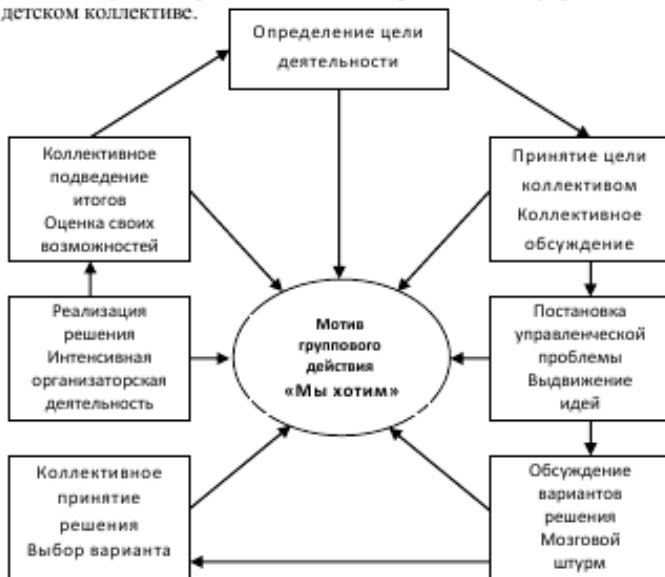 детском коллективе.
Определение цели
деятельности
Коллективное
подведение
итогов
Оценка своих
возможностей
Принятие цели
коллективом
Коллективное
обсуждение
Реализация
решения
Интенсивная
организаторская
деятельность
Мотив
группового
действия
«Мы хотим»
Постановка
управленческой
проблемы
Выдвижение
идей
Коллективное
принятие
решения
Выбор варианта
Обсуждение
вариантов
решения
Мозговой
штурм